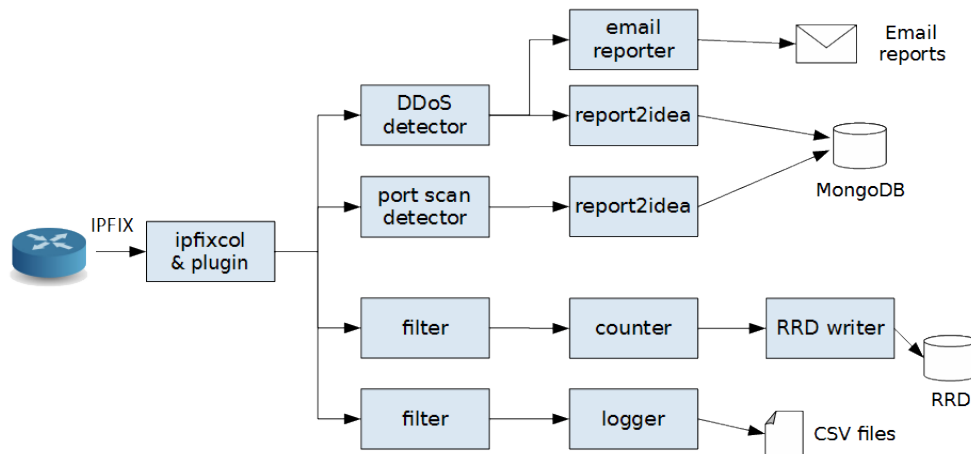 email
reporter
Email
reports
DDoS
detector
report2idea
MongoDB
port scan
detector
report2idea
IPFIX
ipfixcol
& plugin
filter
counter
RRD writer
RRD
filter
logger
CSV files